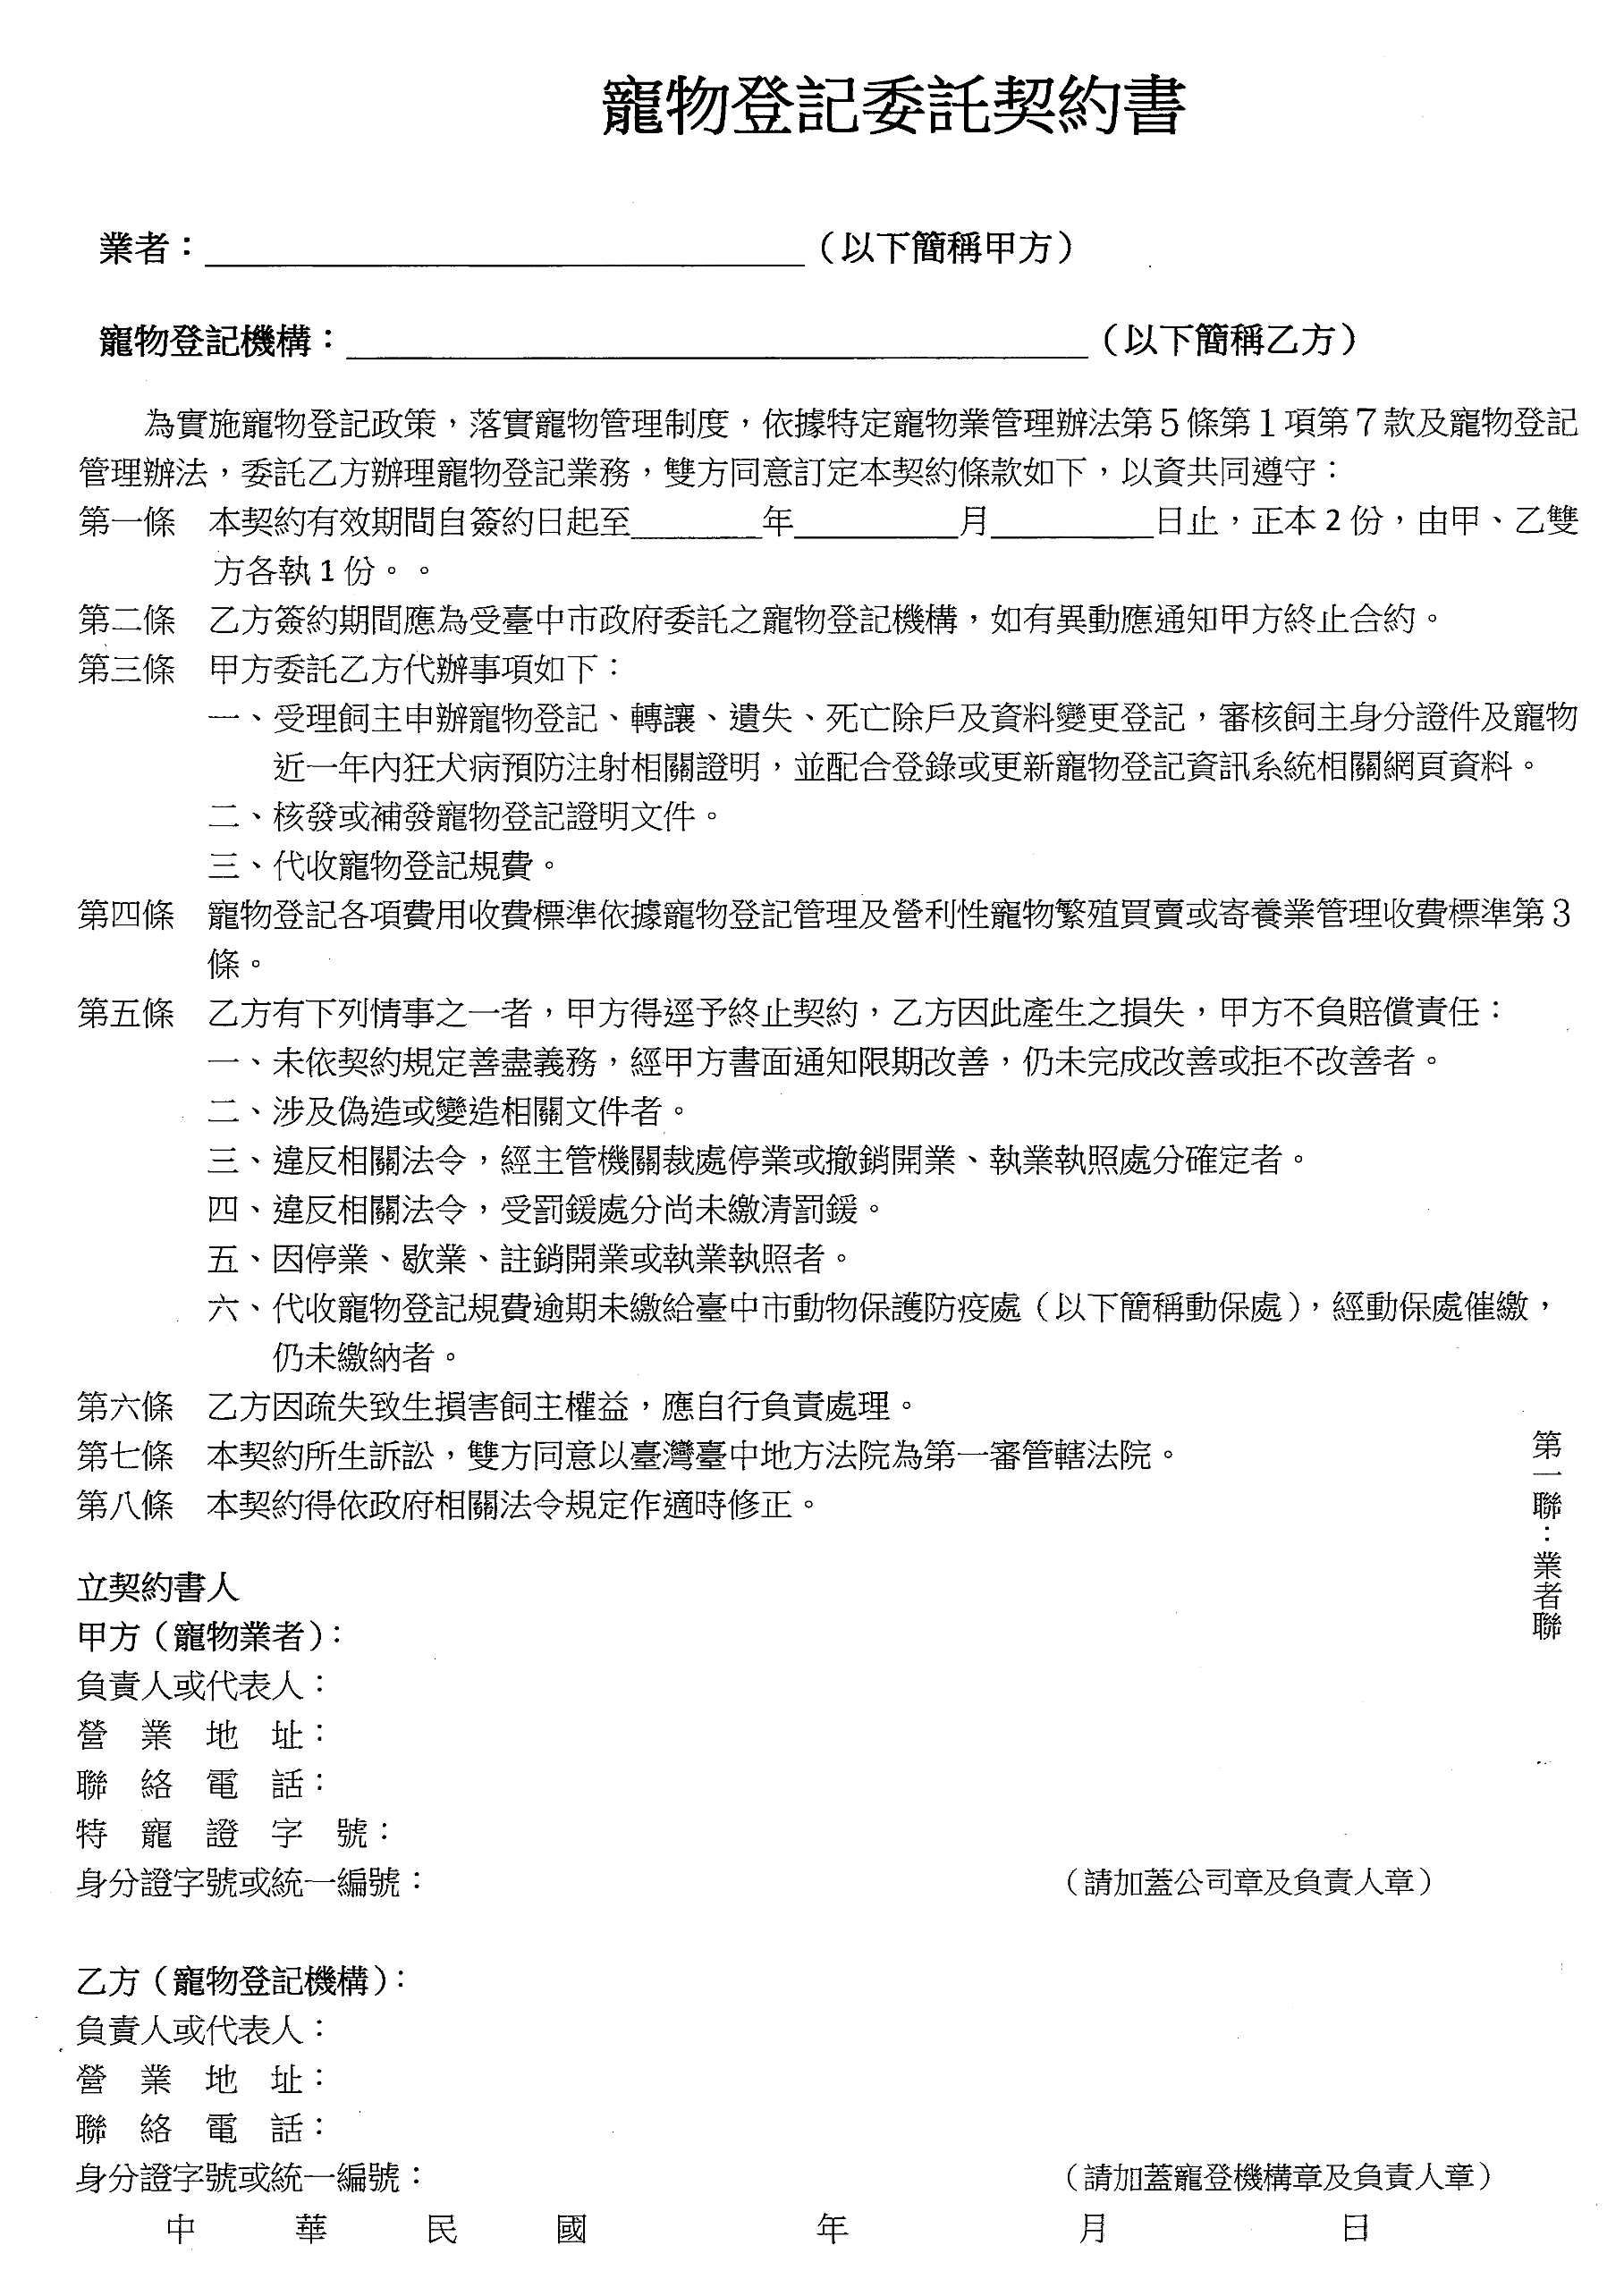 寵物登記委託契約書
業者：＿＿＿＿＿＿＿＿＿＿＿＿＿＿＿＿＿（以下簡稱甲方）
寵物登記機構：＿＿＿＿＿＿＿＿＿＿＿＿＿＿＿＿＿＿＿＿＿（以下簡稱乙方）
為實施寵物登記政策，落實寵物管理制度，依據特定寵物業管理辦法第5條第1項第7款及寵物登記
管理辦法，委託乙方辦理寵物登記業務，雙方同意訂定本契約條款如下，以資共同遵守：
第一條　本契約有效期間自簽約日起至＿＿＿＿年＿＿＿＿＿月＿＿＿＿＿日止，正本2份，由甲、乙雙
方各執1份。。
第二條　乙方簽約期間應為受臺中市政府委託之寵物登記機構，如有異動應通知甲方終止合約。
第三條　甲方委託乙方代辦事項如下：
一、受理飼主申辦寵物登記、轉讓、遺失、死亡除戶及資料變更登記，審核飼主身分證件及寵物
近一年內狂犬病預防注射相關證明，並配合登錄或更新寵物登記資訊系統相關網頁資料。
二、核發或補發寵物登記證明文件。
三、代收寵物登記規費。
第四條　寵物登記各項費用收費標準依據寵物登記管理及營利性寵物繁殖買賣或寄養業管理收費標準第3
條。
第五條　乙方有下列情事之一者，甲方得逕予終止契約，乙方因此產生之損失，甲方不負賠償責任：
一、未依契約規定善盡義務，經甲方書面通知限期改善，仍未完成改善或拒不改善者。
二、涉及偽造或變造相關文件者。
三、違反相關法令，經主管機關裁處停業或撤銷開業、執業執照處分確定者。
四、違反相關法令，受罰鍰處分尚未繳清罰鍰。
五、因停業、歇業、註銷開業或執業執照者。
六、代收寵物登記規費逾期未繳給臺中市動物保護防疫處（以下簡稱動保處），經動保處催繳，
仍未繳納者。
第六條　乙方因疏失致生損害飼主權益，應自行負責處理。
第七條　本契約所生訴訟，雙方同意以臺灣臺中地方法院為第一審管轄法院。
第八條　本契約得依政府相關法令規定作適時修正。
第一聯：業者聯
立契約書人
甲方（寵物業者）：
負責人或代表人：
營　業　地　址：
聯　絡　電　話：
特　寵　證　字　號：
身分證字號或統一編號：　（請加蓋公司章及負責人章）
乙方（寵物登記機構）：
負責人或代表人：
營　業　地　址：
聯　絡　電　話：
身分證字號或統一編號：　（請加蓋寵登機構章及負責人章）
中　華　民　國　年　月　日